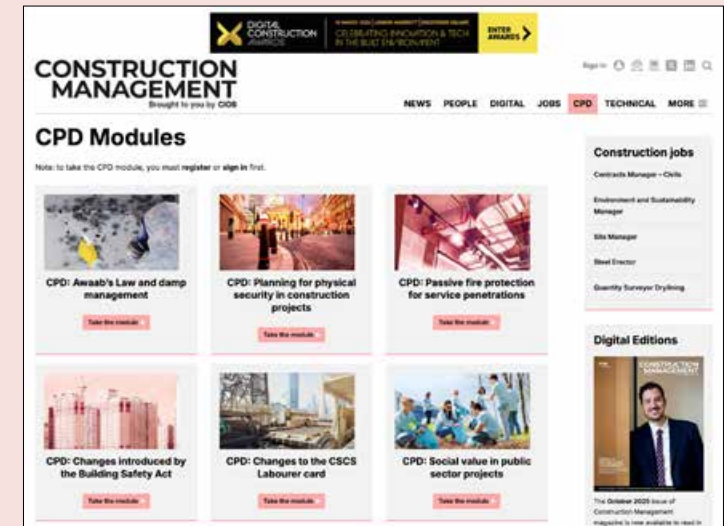 DIGITAL
CONSTRUCTION
AWARDS
CELEBRATING INNOVATION & TECH
IN THE BUILT ENVIRONMENT
ENTER
AWARDS
CONSTRUCTION
MANAGEMENT
Brought to you by CIOB
Sign in
NEWS PEOPLE DIGITAL JOBS CPD TECHNICAL MORE
CPD Modules
Note: to take the CPD module, you must register or sign in first.
CPD: Awaab's Law and damp
management
Take the module
CPD: Planning for physical
security in construction
projects
Take the module
CPD: Passive fire protection
for service penetrations
Take the module
CPD: Changes introduced by
the Building Safety Act
Take the module
CPD: Changes to the CSCS
Labourer card
Take the module
CPD: Social value in public
sector projects
Take the module
Construction jobs
Contracts Manager – Civils
Environment and Sustainability
Manager
Site Manager
Steel Erector
Quantity Surveyor Drylining
Digital Editions
CONSTRUCTION
MANAGEMENT
The October 2025 issue of
Construction Management
magazine is now available to read in